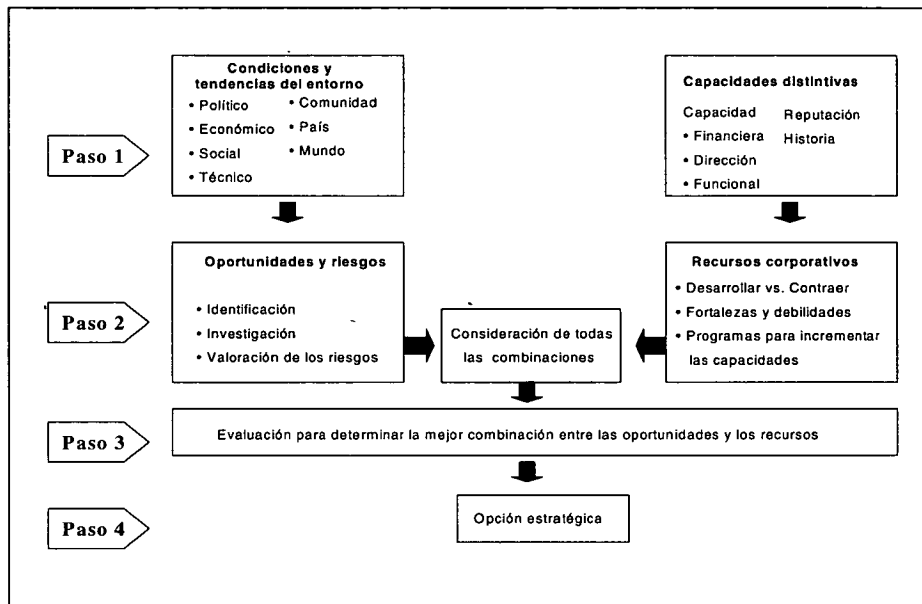 Paso 1
Condiciones y
tendencias del entorno
• Político
• Económico
• Social
• Técnico
• Comunidad
• País
• Mundo
Capacidades distintivas
Capacidad
• Financiera
• Dirección
• Funcional
Reputación
Historia
Paso 2
Oportunidades y riesgos
• Identificación
• Investigación
• Valoración de los riesgos
Consideración de todas
las combinaciones
Recursos corporativos
• Desarrollar vs. Contraer
• Fortalezas y debilidades
• Programas para incrementar
las capacidades
Paso 3
Evaluación para determinar la mejor combinación entre las oportunidades y los recursos
Paso 4
Opción estratégica